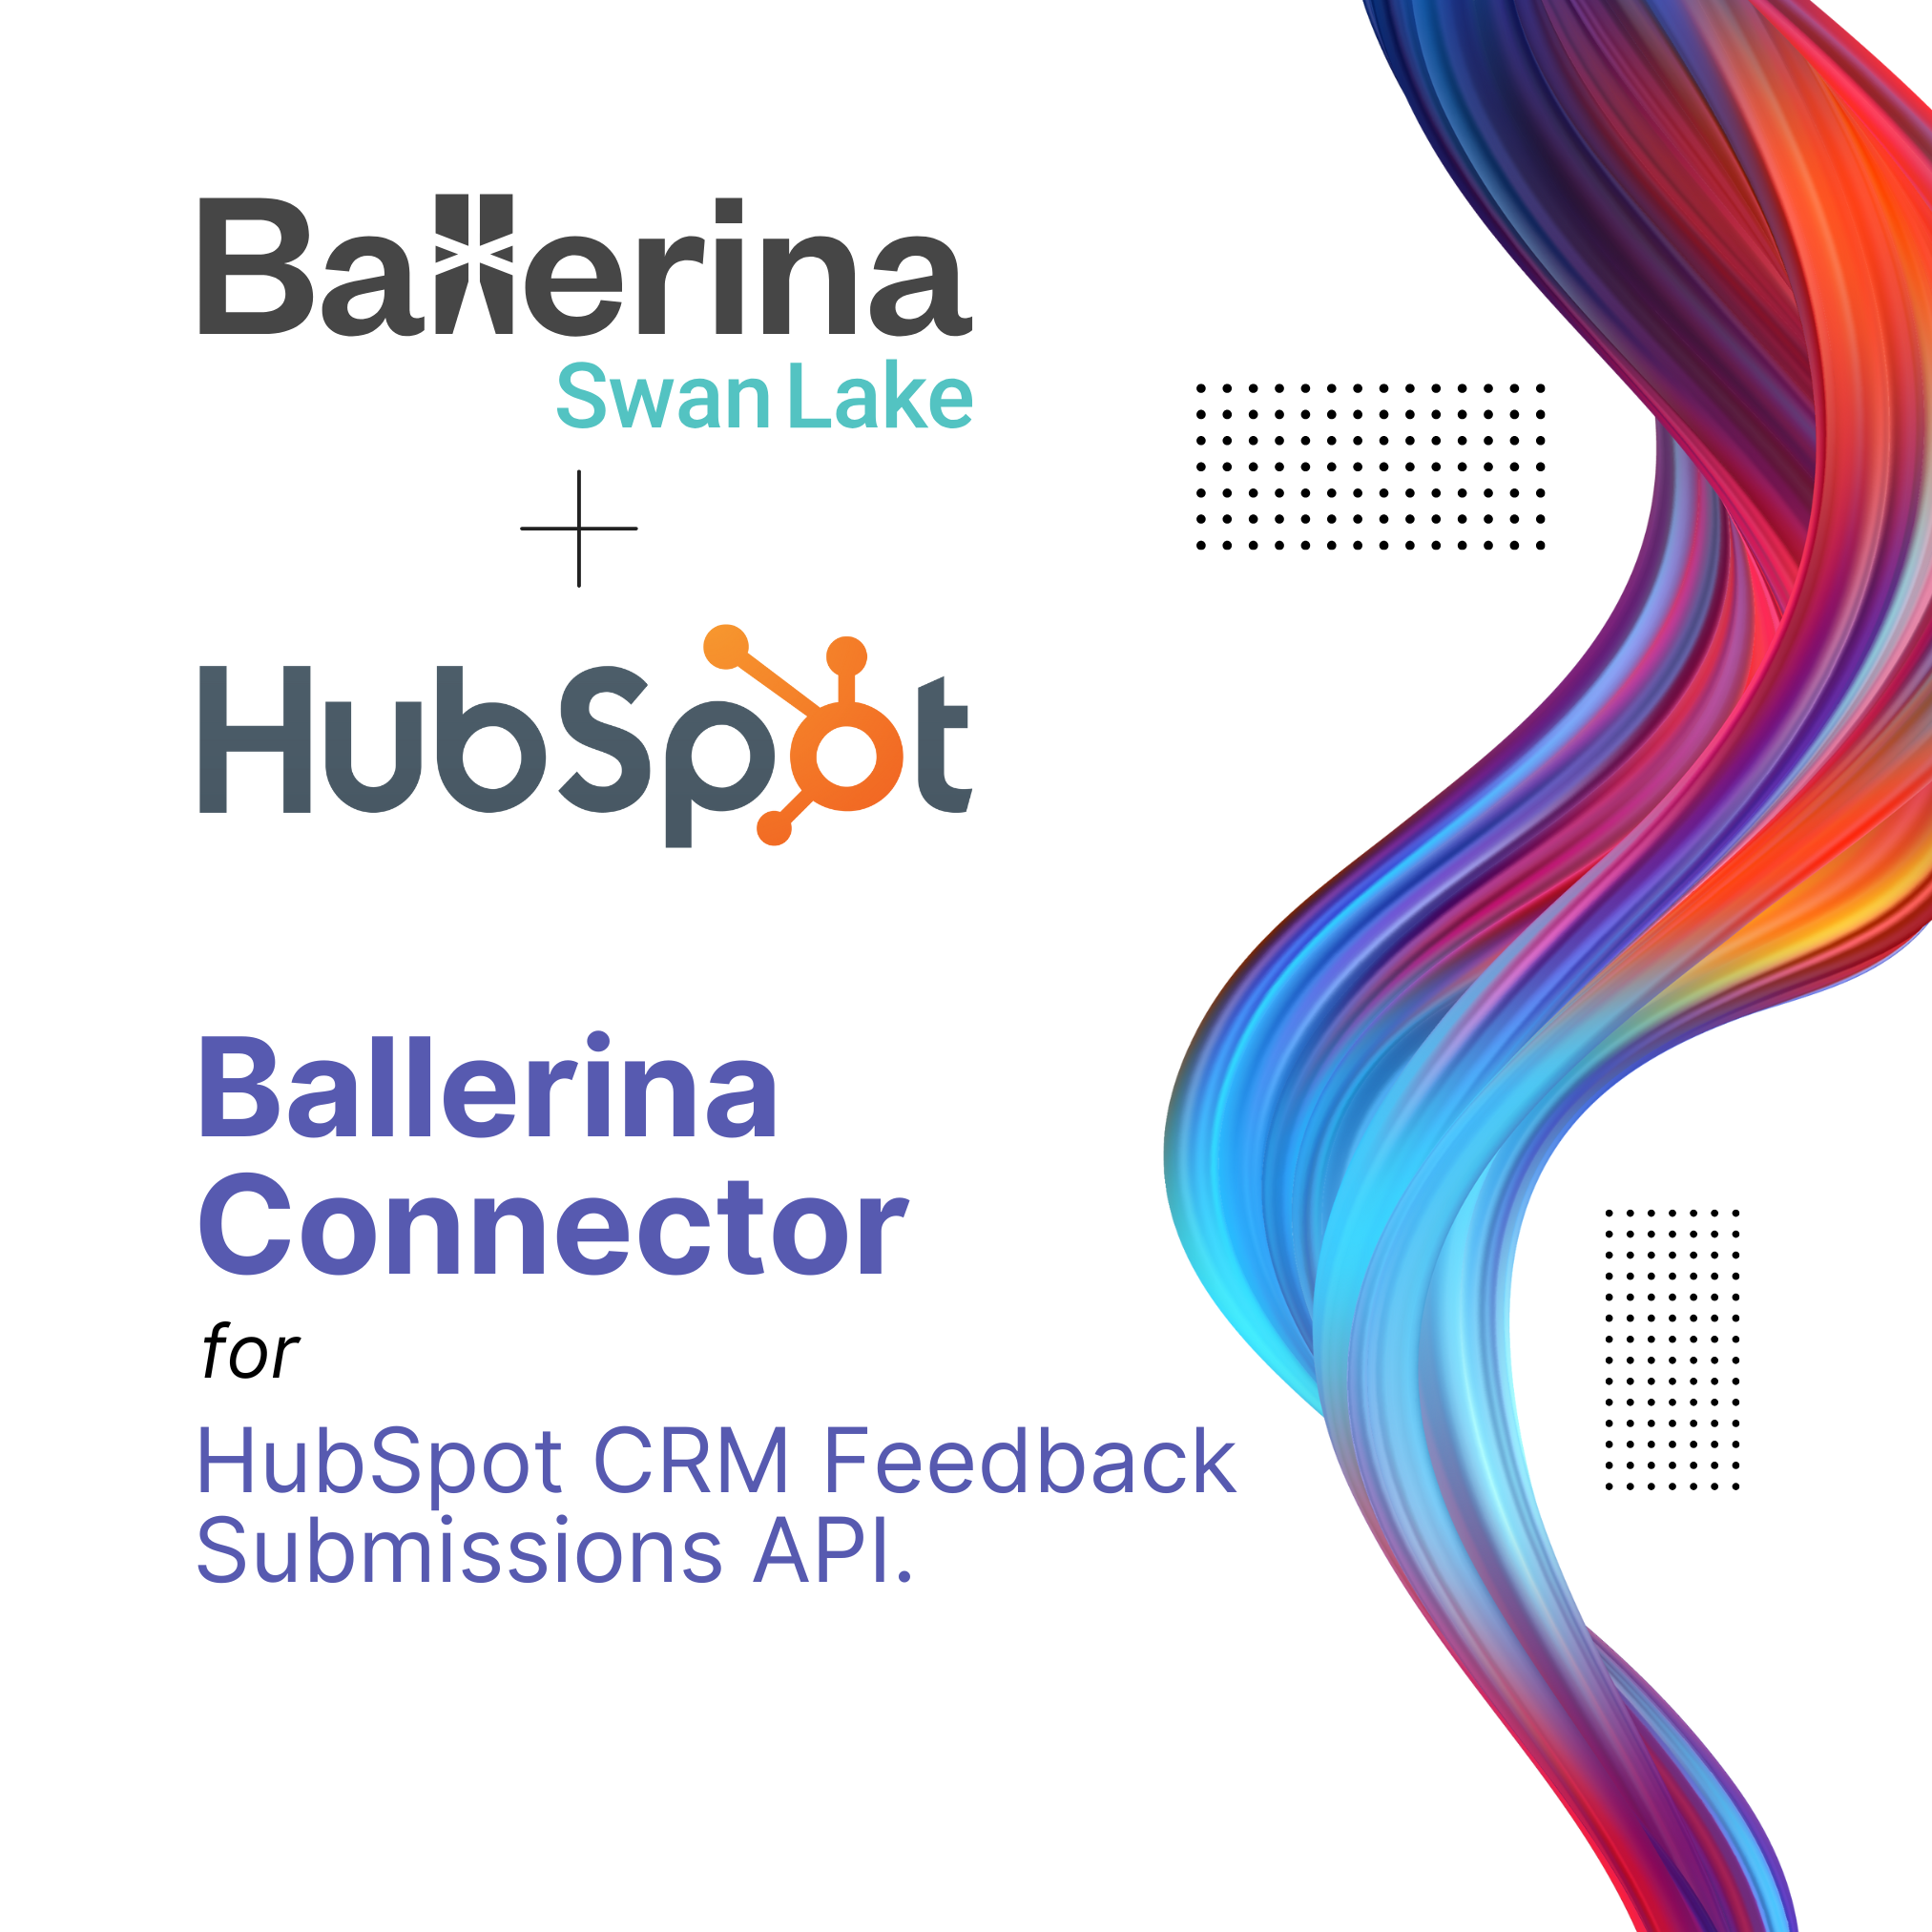 Ballerina
Swan Lake
HubSpot
Ballerina
Connector
for
HubSpot CRM Feedback
Submissions API.